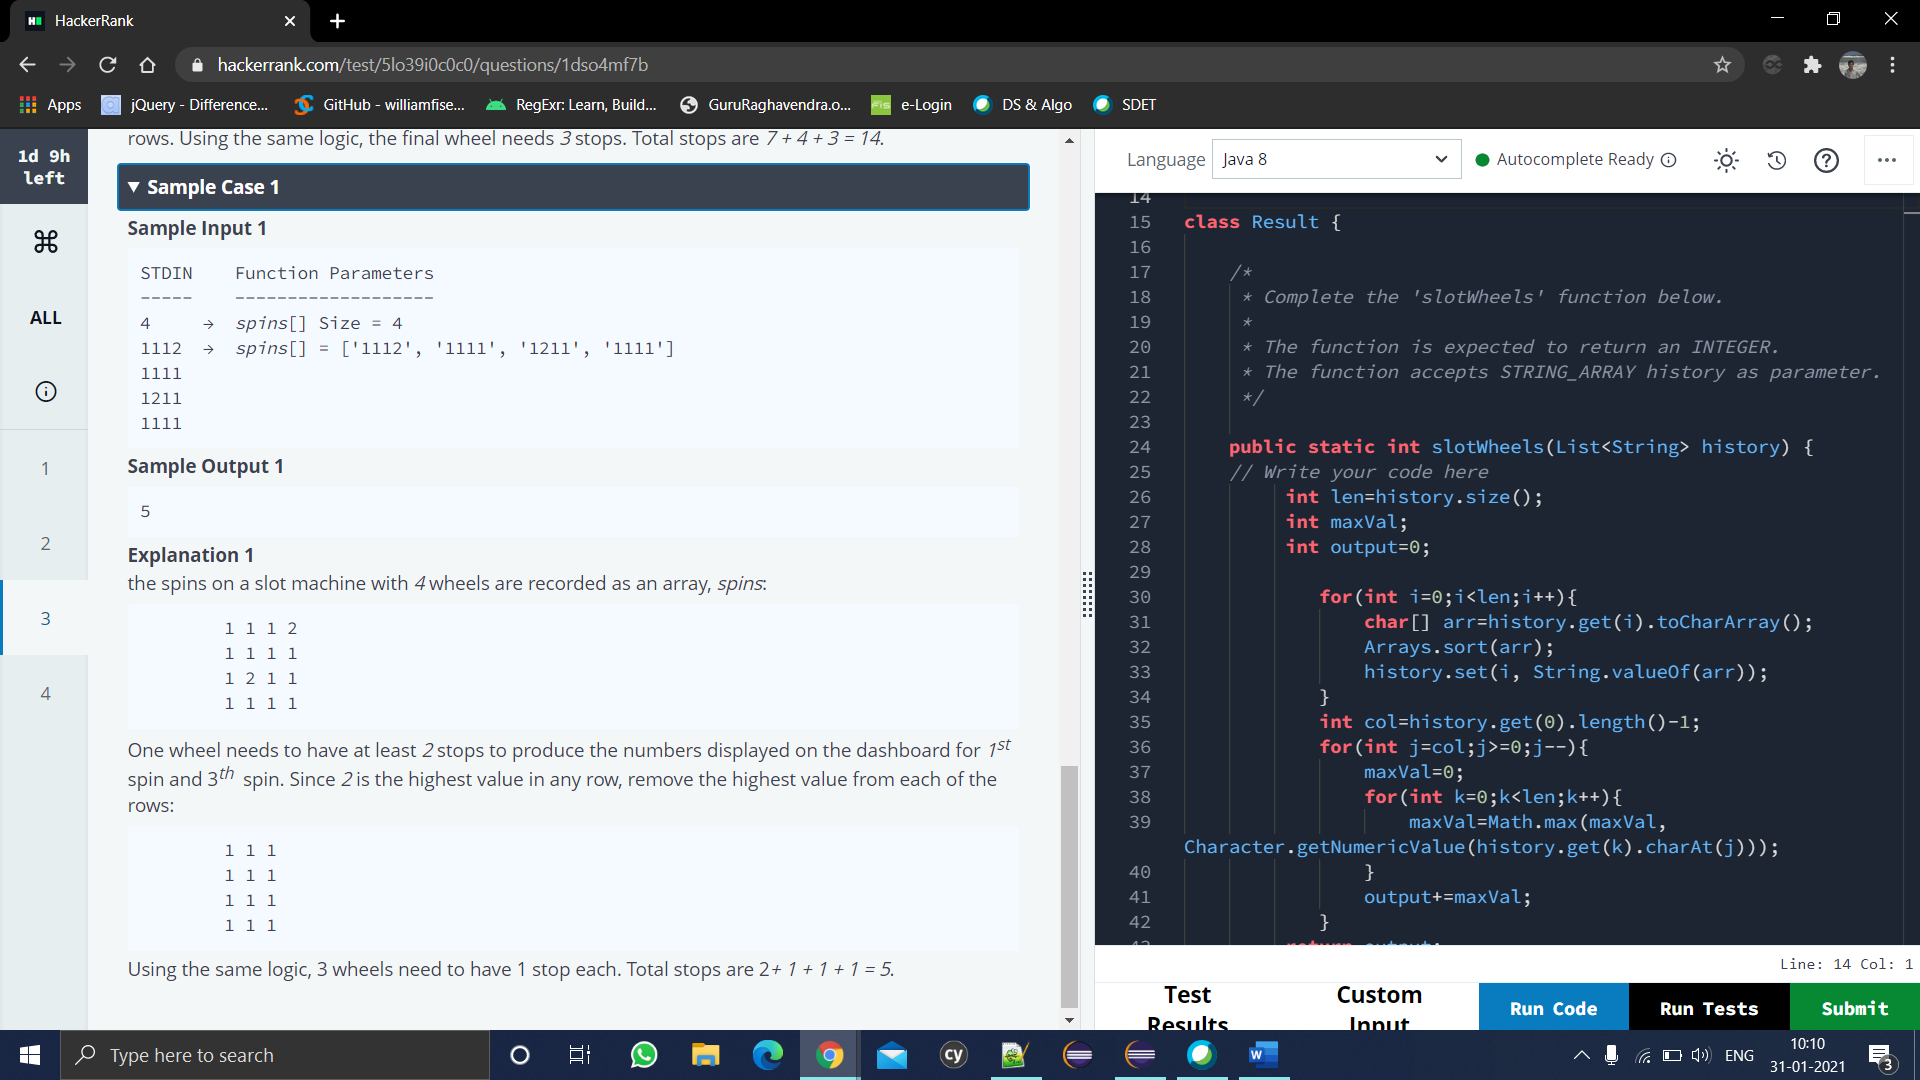 HackerRank
hackerrank.com/test/5lo39i0c0c0/questions/1dso4mf7b
Apps
jQuery - Difference...
GitHub - williamfise...
RegExr: Learn, Build...
GuruRaghavendra.o...
e-Login
DS & Algo
SDET
1d 9h
left
ALL
1
2
3
4
rows. Using the same logic, the final wheel needs 3 stops. Total stops are 7 + 4 + 3 = 14.
▼ Sample Case 1
Sample Input 1
STDIN    Function Parameters
-----    -------------------
4     →  spins[] Size = 4
1112  →  spins[] = ['1112', '1111', '1211', '1111']
1111
1211
1111
Sample Output 1
5
Explanation 1
the spins on a slot machine with 4 wheels are recorded as an array, spins:
1 1 1 2
1 1 1 1
1 2 1 1
1 1 1 1
One wheel needs to have at least 2 stops to produce the numbers displayed on the dashboard for 1st
spin and 3th spin. Since 2 is the highest value in any row, remove the highest value from each of the
rows:
1 1 1
1 1 1
1 1 1
1 1 1
Using the same logic, 3 wheels need to have 1 stop each. Total stops are 2+ 1 + 1 + 1 = 5.
Language Java 8 Autocomplete Ready
14
15 class Result {
16
17 /*
18 * Complete the 'slotWheels' function below.
19 *
20 * The function is expected to return an INTEGER.
21 * The function accepts STRING_ARRAY history as parameter.
22 */
23
24 public static int slotWheels(List<String> history) {
25 // Write your code here
26 int len=history.size();
27 int maxVal;
28 int output=0;
29
30 for(int i=0;i<len;i++){
31 char[] arr=history.get(i).toCharArray();
32 Arrays.sort(arr);
33 history.set(i, String.valueOf(arr));
34 }
35 int col=history.get(0).length()-1;
36 for(int j=col;j>=0;j--){
37 maxVal=0;
38 for(int k=0;k<len;k++){
39 maxVal=Math.max(maxVal,
Character.getNumericValue(history.get(k).charAt(j)));
40 }
41 output+=maxVal;
42 }
43 return output;
Line: 14 Col: 1
Test
Results
Custom
Input
Run Code
Run Tests
Submit
Type here to search
cy
W
ENG
10:10
31-01-2021
3